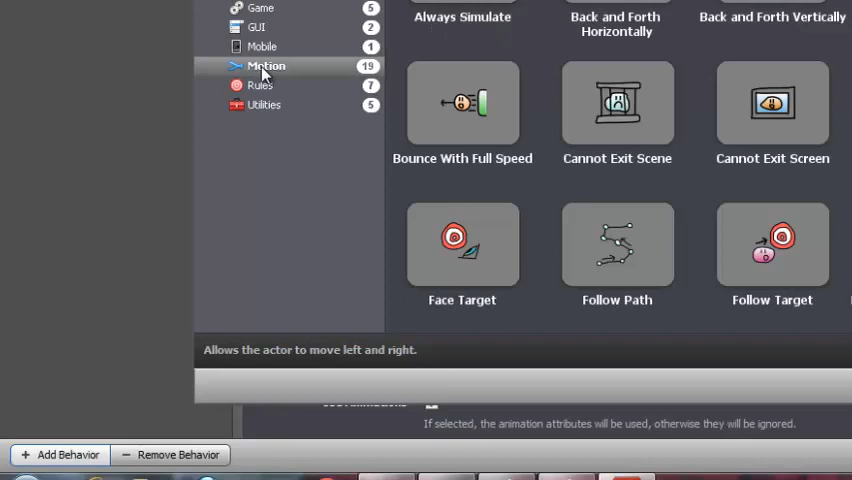 Game 5
GUI 2
Mobile 1
Motion 19
Rules 7
Utilities 5
Always Simulate
Back and Forth
Horizontally
Back and Forth Vertically
Bounce With Full Speed
Cannot Exit Scene
Cannot Exit Screen
Face Target
Follow Path
Follow Target
Allows the actor to move left and right.
If selected, the animation attributes will be used, otherwise they will be ignored.
+ Add Behavior
− Remove Behavior